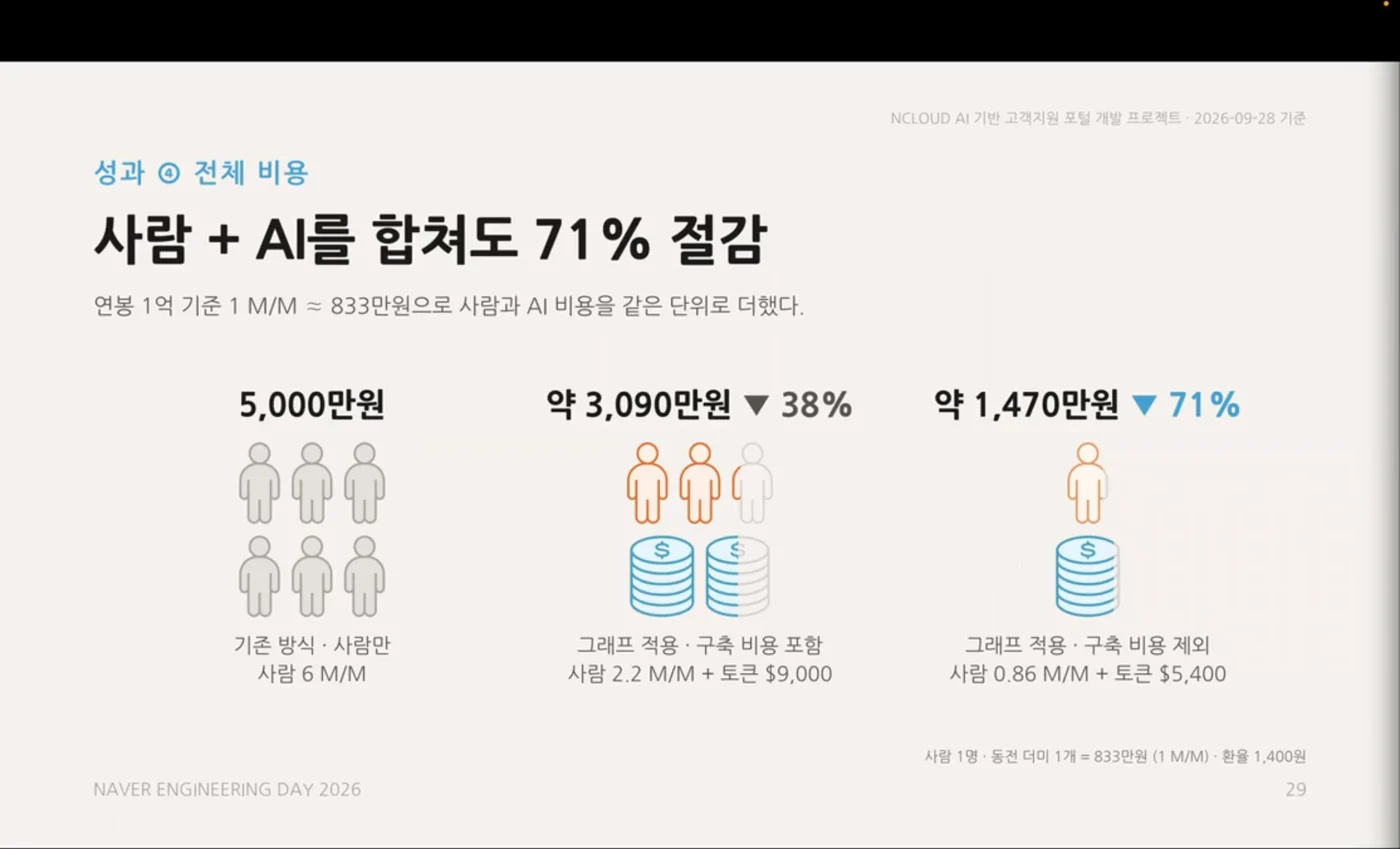 NCLOUD AI 기반 고객지원 포털 개발 프로젝트 · 2026-09-28 기준
성과 ④ 전체 비용
사람 + AI를 합쳐도 71% 절감
연봉 1억 기준 1 M/M ≈ 833만원으로 사람과 AI 비용을 같은 단위로 더했다.
5,000만원
기존 방식 · 사람만
사람 6 M/M
약 3,090만원 ▼ 38%
$ $
그래프 적용 · 구축 비용 포함
사람 2.2 M/M + 토큰 $9,000
약 1,470만원 ▼ 71%
$
그래프 적용 · 구축 비용 제외
사람 0.86 M/M + 토큰 $5,400
사람 1명 · 동전 더미 1개 = 833만원 (1 M/M) · 환율 1,400원
NAVER ENGINEERING DAY 2026
29